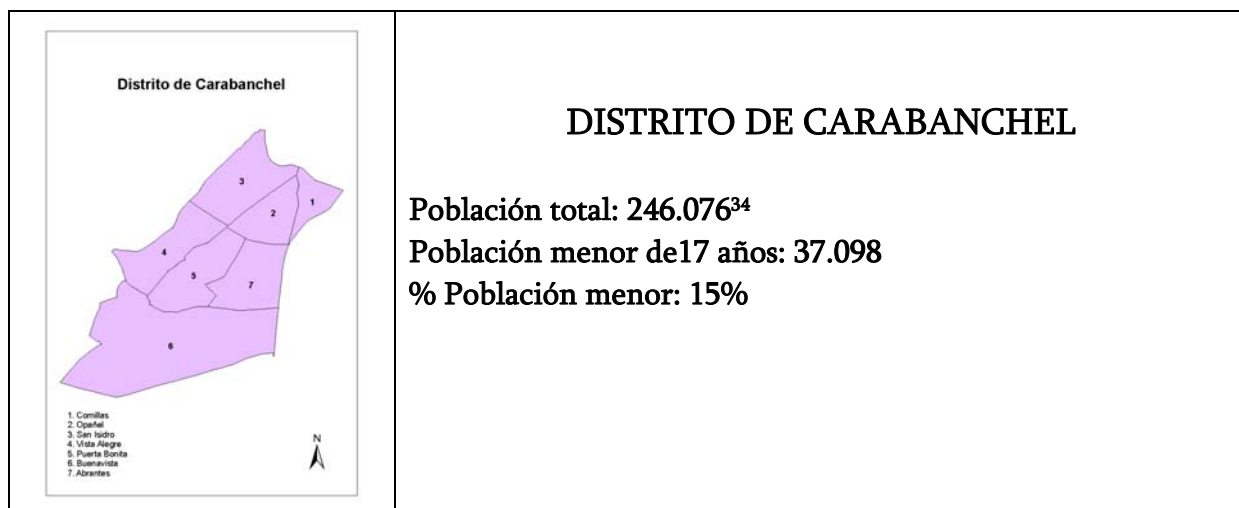 Distrito de Carabanchel
3
1
2
4
5
7
6
1. Comillas
2. Opañel
3. San Isidro
4. Vista Alegre
5. Puerta Bonita
6. Buenavista
7. Abrantes
N
DISTRITO DE CARABANCHEL
Población total: 246.076³⁴
Población menor de17 años: 37.098
% Población menor: 15%